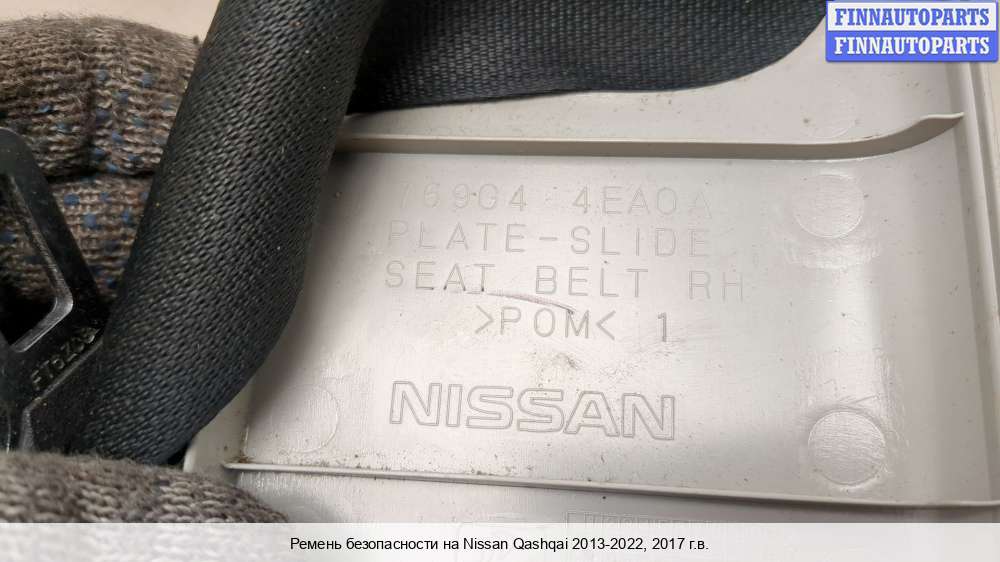 FINNAUTOPARTS
FINNAUTOPARTS
76904 4EA0A
PLATE-SLIDE
SEAT BELT RH
>POM< 1
NISSAN
Ремень безопасности на Nissan Qashqai 2013-2022, 2017 г.в.